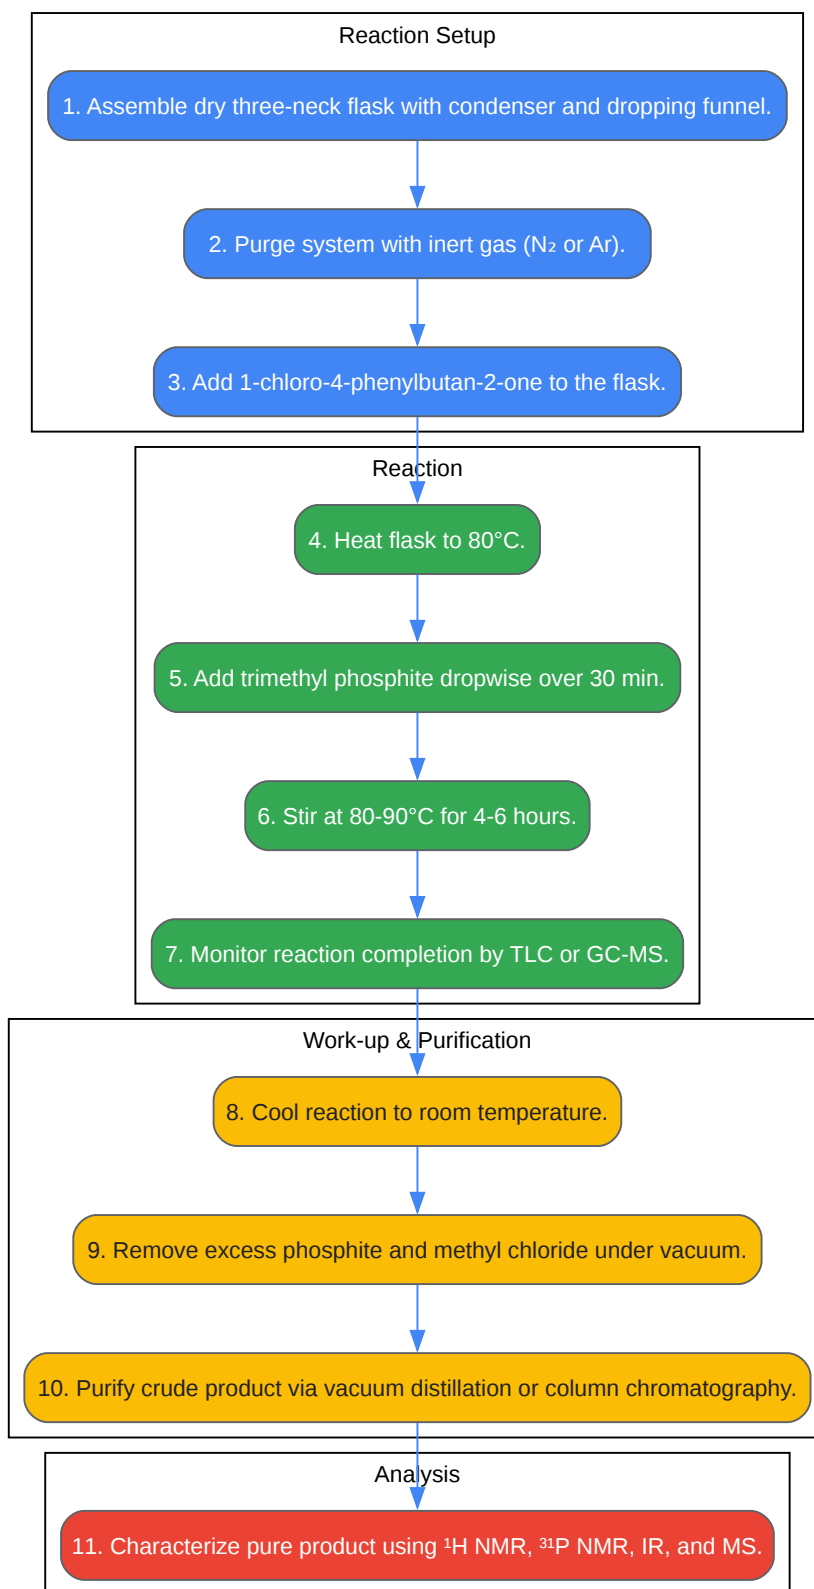 Reaction Setup
1. Assemble dry three-neck flask with condenser and dropping funnel.
2. Purge system with inert gas (N₂ or Ar).
3. Add 1-chloro-4-phenylbutan-2-one to the flask.
Reaction
4. Heat flask to 80°C.
5. Add trimethyl phosphite dropwise over 30 min.
6. Stir at 80-90°C for 4-6 hours.
7. Monitor reaction completion by TLC or GC-MS.
Work-up & Purification
8. Cool reaction to room temperature.
9. Remove excess phosphite and methyl chloride under vacuum.
10. Purify crude product via vacuum distillation or column chromatography.
Analysis
11. Characterize pure product using ¹H NMR, ³¹P NMR, IR, and MS.